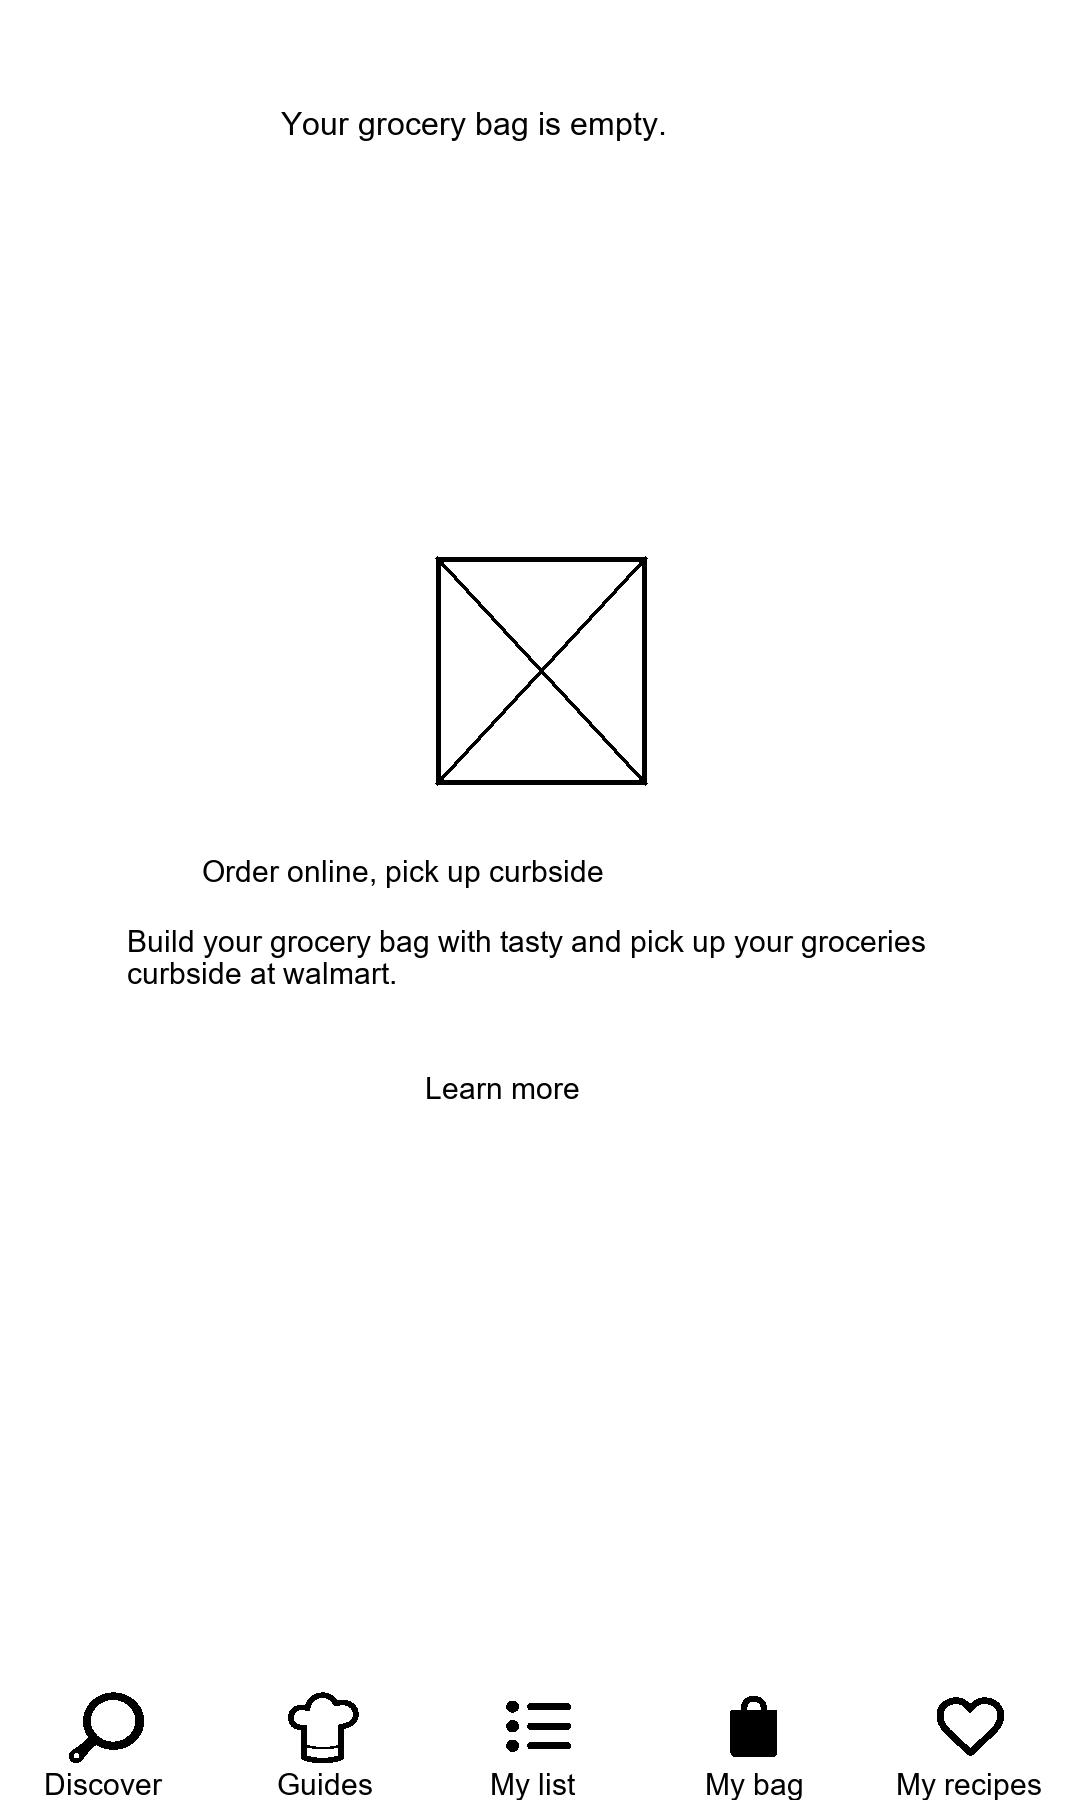 Your grocery bag is empty.
Order online, pick up curbside
Build your grocery bag with tasty and pick up your groceries
curbside at walmart.
Learn more
Discover
Guides
My list
My bag
My recipes